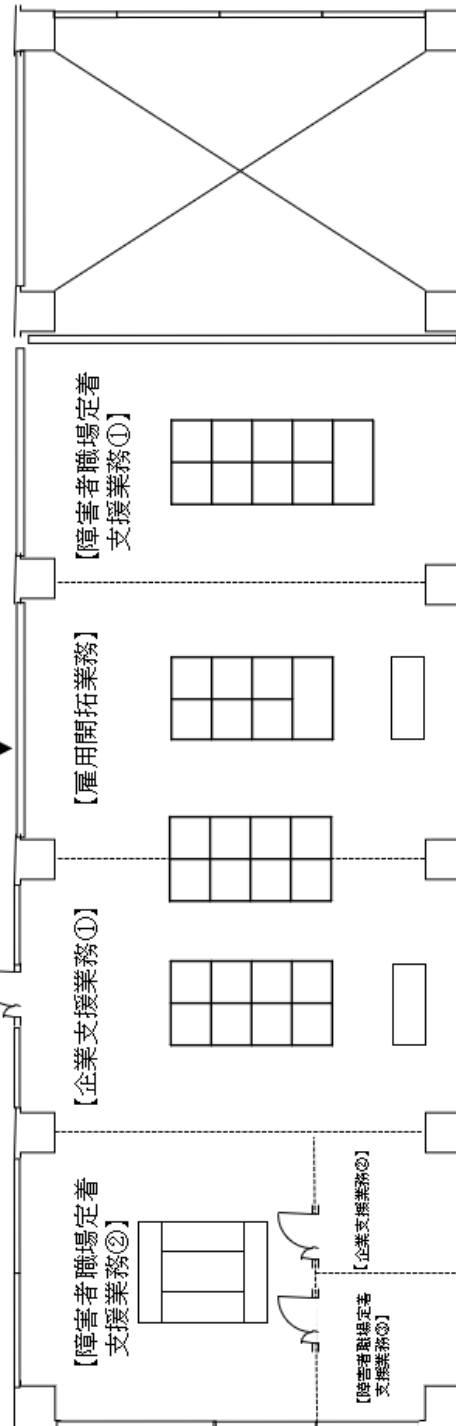 【障害者職場定着
支援業務①】
【雇用開拓業務】
【企業支援業務①】
【障害者職場定着
支援業務②】
【企業支援業務②】
【障害者職場定着
支援業務③】